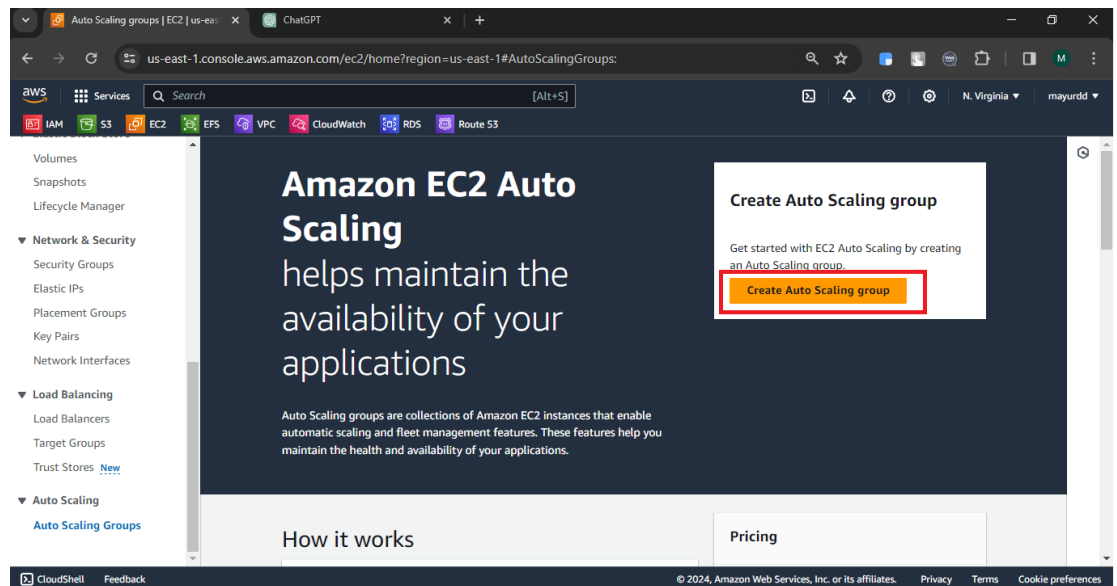 Auto Scaling groups | EC2 | us-eas
ChatGPT
us-east-1.console.aws.amazon.com/ec2/home?region=us-east-1#AutoScalingGroups:
M
aws
Services
Search
[Alt+S]
N. Virginia
mayurdd
IAM
S3
EC2
EFS
VPC
CloudWatch
RDS
Route 53
Volumes
Snapshots
Lifecycle Manager
Network & Security
Security Groups
Elastic IPs
Placement Groups
Key Pairs
Network Interfaces
Load Balancing
Load Balancers
Target Groups
Trust Stores New
Auto Scaling
Auto Scaling Groups
Amazon EC2 Auto
Scaling
helps maintain the
availability of your
applications
Auto Scaling groups are collections of Amazon EC2 instances that enable
automatic scaling and fleet management features. These features help you
maintain the health and availability of your applications.
Create Auto Scaling group
Get started with EC2 Auto Scaling by creating
an Auto Scaling group.
Create Auto Scaling group
How it works
Pricing
CloudShell
Feedback
© 2024, Amazon Web Services, Inc. or its affiliates.
Privacy
Terms
Cookie preferences